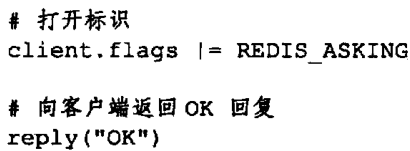 # 打开标识
client.flags |= REDIS_ASKING
# 向客户端返回 OK 回复
reply("OK")